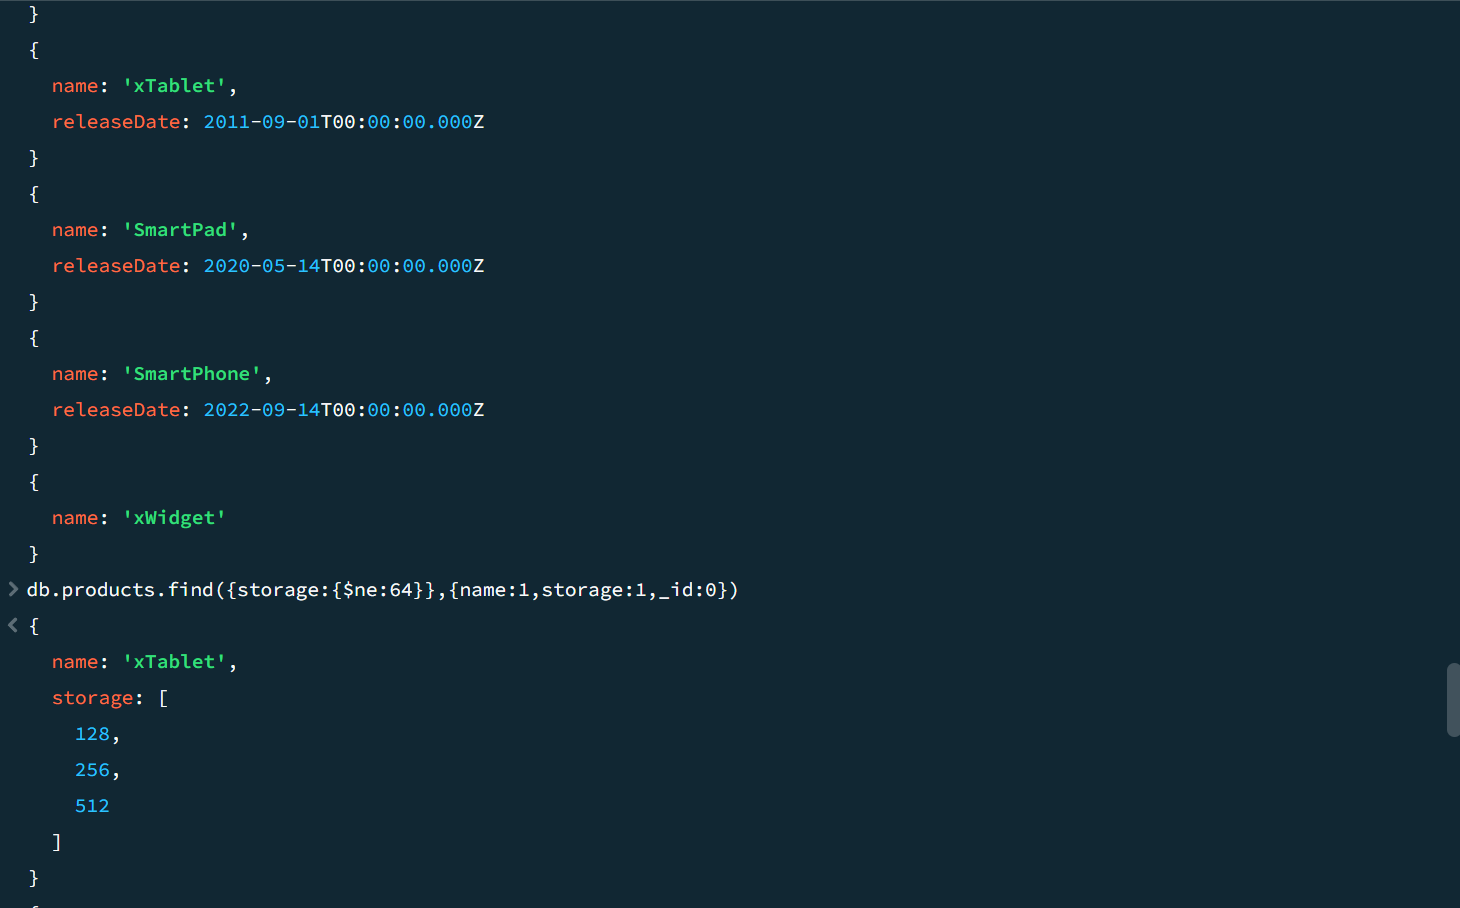 }
{
name: 'xTablet',
releaseDate: 2011-09-01T00:00:00.000Z
}
{
name: 'SmartPad',
releaseDate: 2020-05-14T00:00:00.000Z
}
{
name: 'SmartPhone',
releaseDate: 2022-09-14T00:00:00.000Z
}
{
name: 'xWidget'
}
> db.products.find({storage:{$ne:64}},{name:1,storage:1,_id:0})
< {
name: 'xTablet',
storage: [
128,
256,
512
]
}